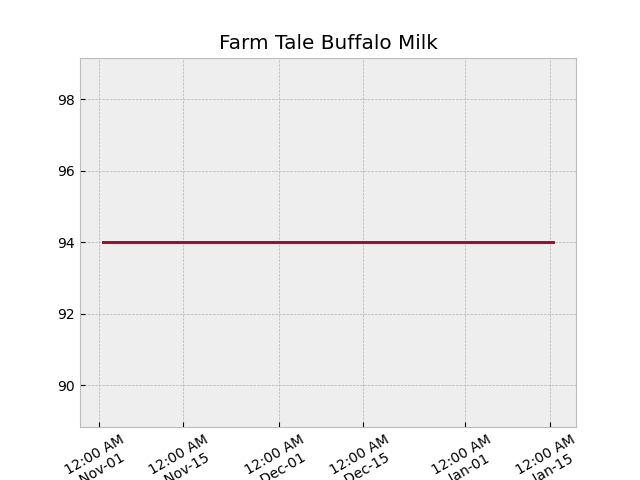 Farm Tale Buffalo Milk
98
96
94
92
90
12:00 AM
Nov-01
12:00 AM
Nov-15
12:00 AM
Dec-01
12:00 AM
Dec-15
12:00 AM
Jan-01
12:00 AM
Jan-15